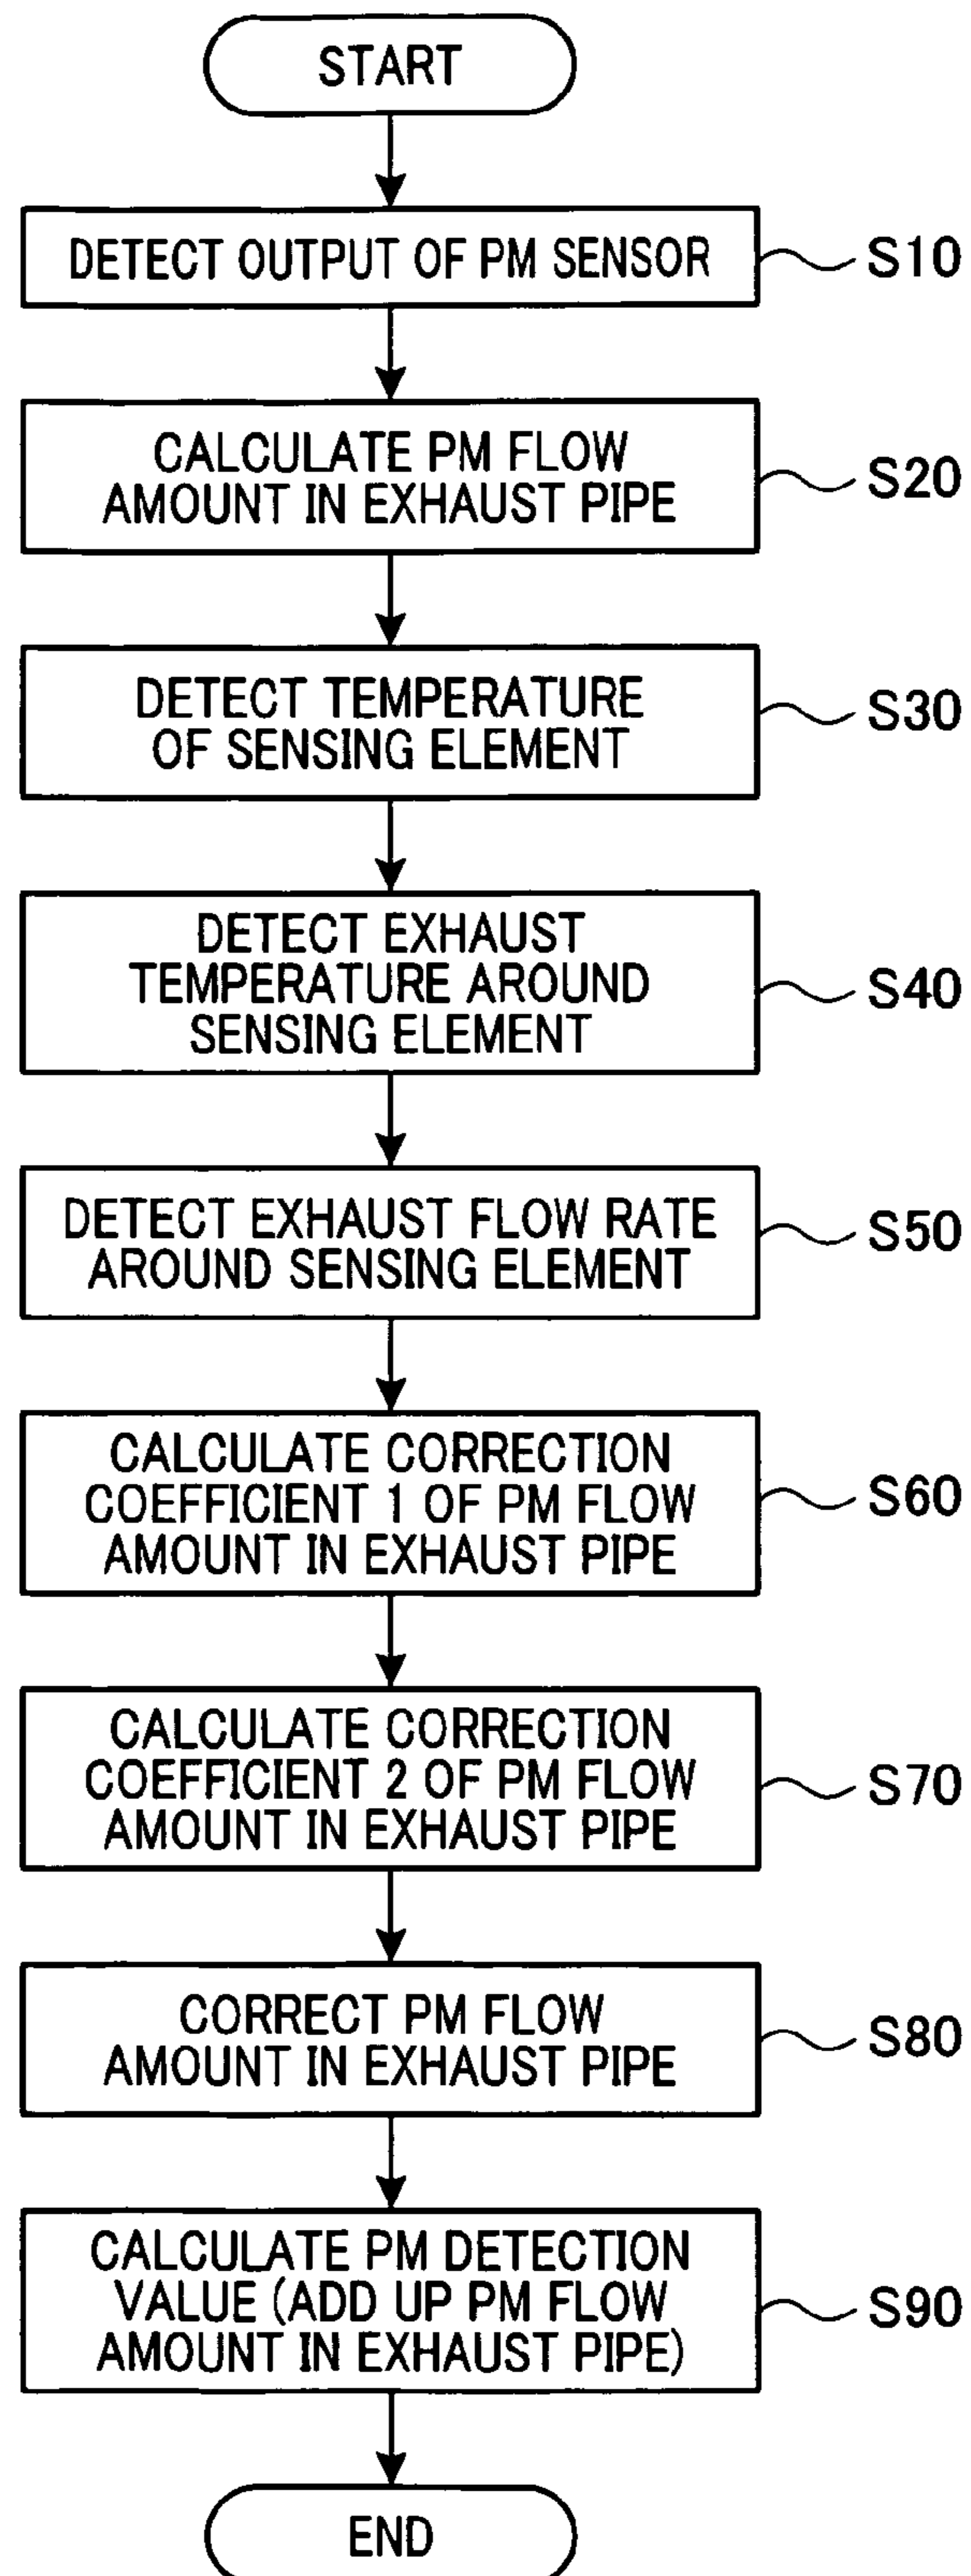 START
DETECT OUTPUT OF PM SENSOR
S10
CALCULATE PM FLOW
AMOUNT IN EXHAUST PIPE
S20
DETECT TEMPERATURE
OF SENSING ELEMENT
S30
DETECT EXHAUST
TEMPERATURE AROUND
SENSING ELEMENT
S40
DETECT EXHAUST FLOW RATE
AROUND SENSING ELEMENT
S50
CALCULATE CORRECTION
COEFFICIENT 1 OF PM FLOW
AMOUNT IN EXHAUST PIPE
S60
CALCULATE CORRECTION
COEFFICIENT 2 OF PM FLOW
AMOUNT IN EXHAUST PIPE
S70
CORRECT PM FLOW
AMOUNT IN EXHAUST PIPE
S80
CALCULATE PM DETECTION
VALUE (ADD UP PM FLOW
AMOUNT IN EXHAUST PIPE)
S90
END